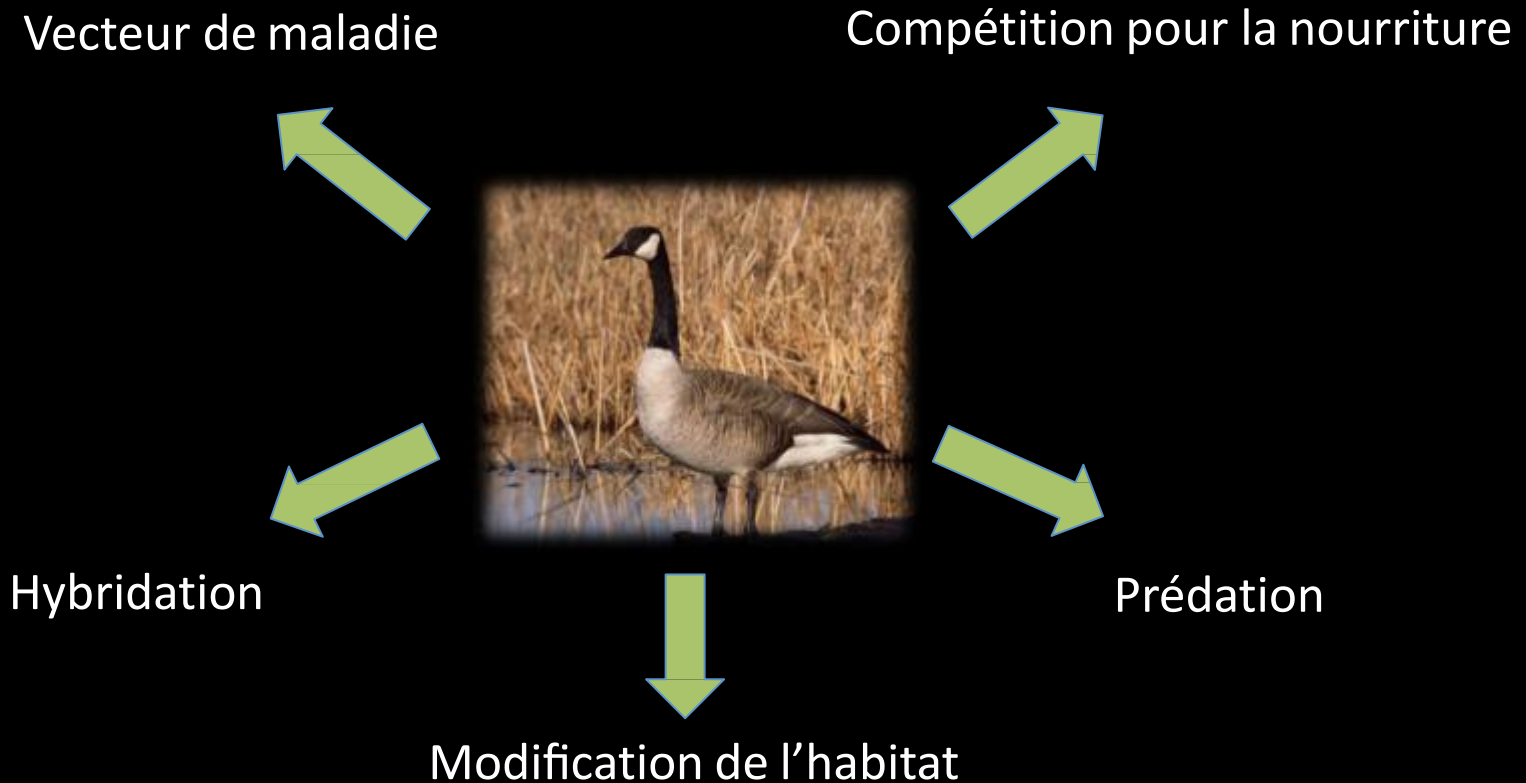 Vecteur de maladie
Compétition pour la nourriture
Hybridation
Prédation
Modification de l’habitat